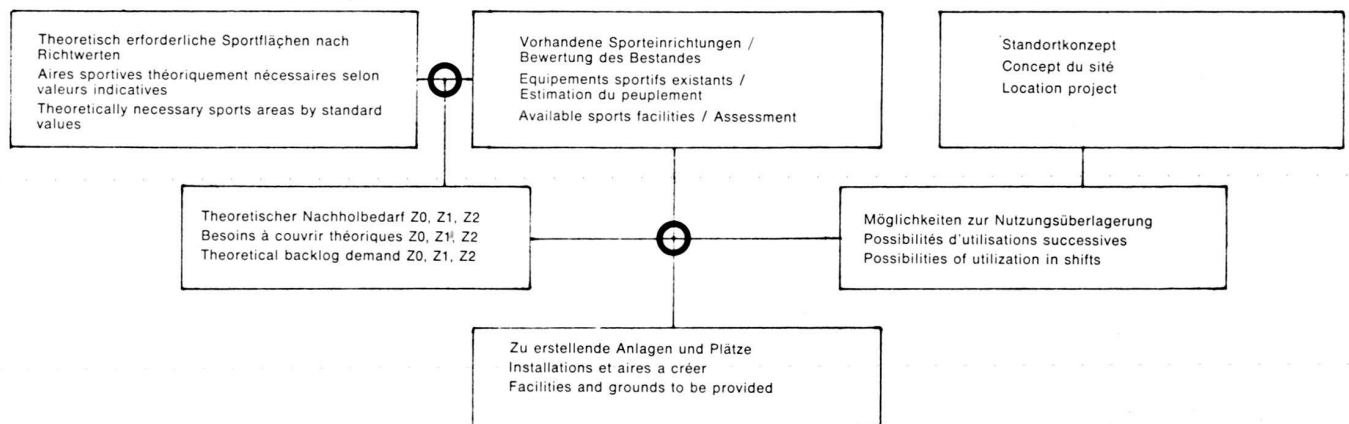 Theoretisch erforderliche Sportflächen nach
Richtwerten
Aires sportives théoriquement nécessaires selon
valeurs indicatives
Theoretically necessary sports areas by standard
values
Vorhandene Sporteinrichtungen /
Bewertung des Bestandes
Equipements sportifs existants /
Estimation du peuplement
Available sports facilities / Assessment
Standortkonzept
Concept du sité
Location project
Theoretischer Nachholbedarf Z0, Z1, Z2
Besoins à couvrir théoriques Z0, Z1, Z2
Theoretical backlog demand Z0, Z1, Z2
Möglichkeiten zur Nutzungsüberlagerung
Possibilités d'utilisations successives
Possibilities of utilization in shifts
Zu erstellende Anlagen und Plätze
Installations et aires a créer
Facilities and grounds to be provided